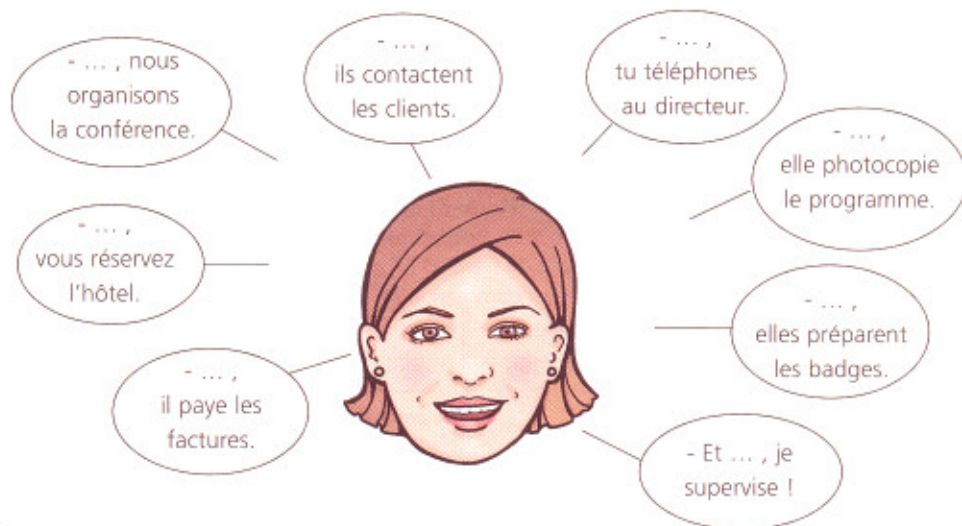 - ... , nous
organisons
la conférence.
- ... ,
ils contactent
les clients.
- ... ,
tu téléphones
au directeur.
- ... ,
elle photocopie
le programme.
- ... ,
vous réservez
l'hôtel.
- ... ,
elles préparent
les badges.
- ... ,
il paye les
factures.
- Et ... , je
supervise !